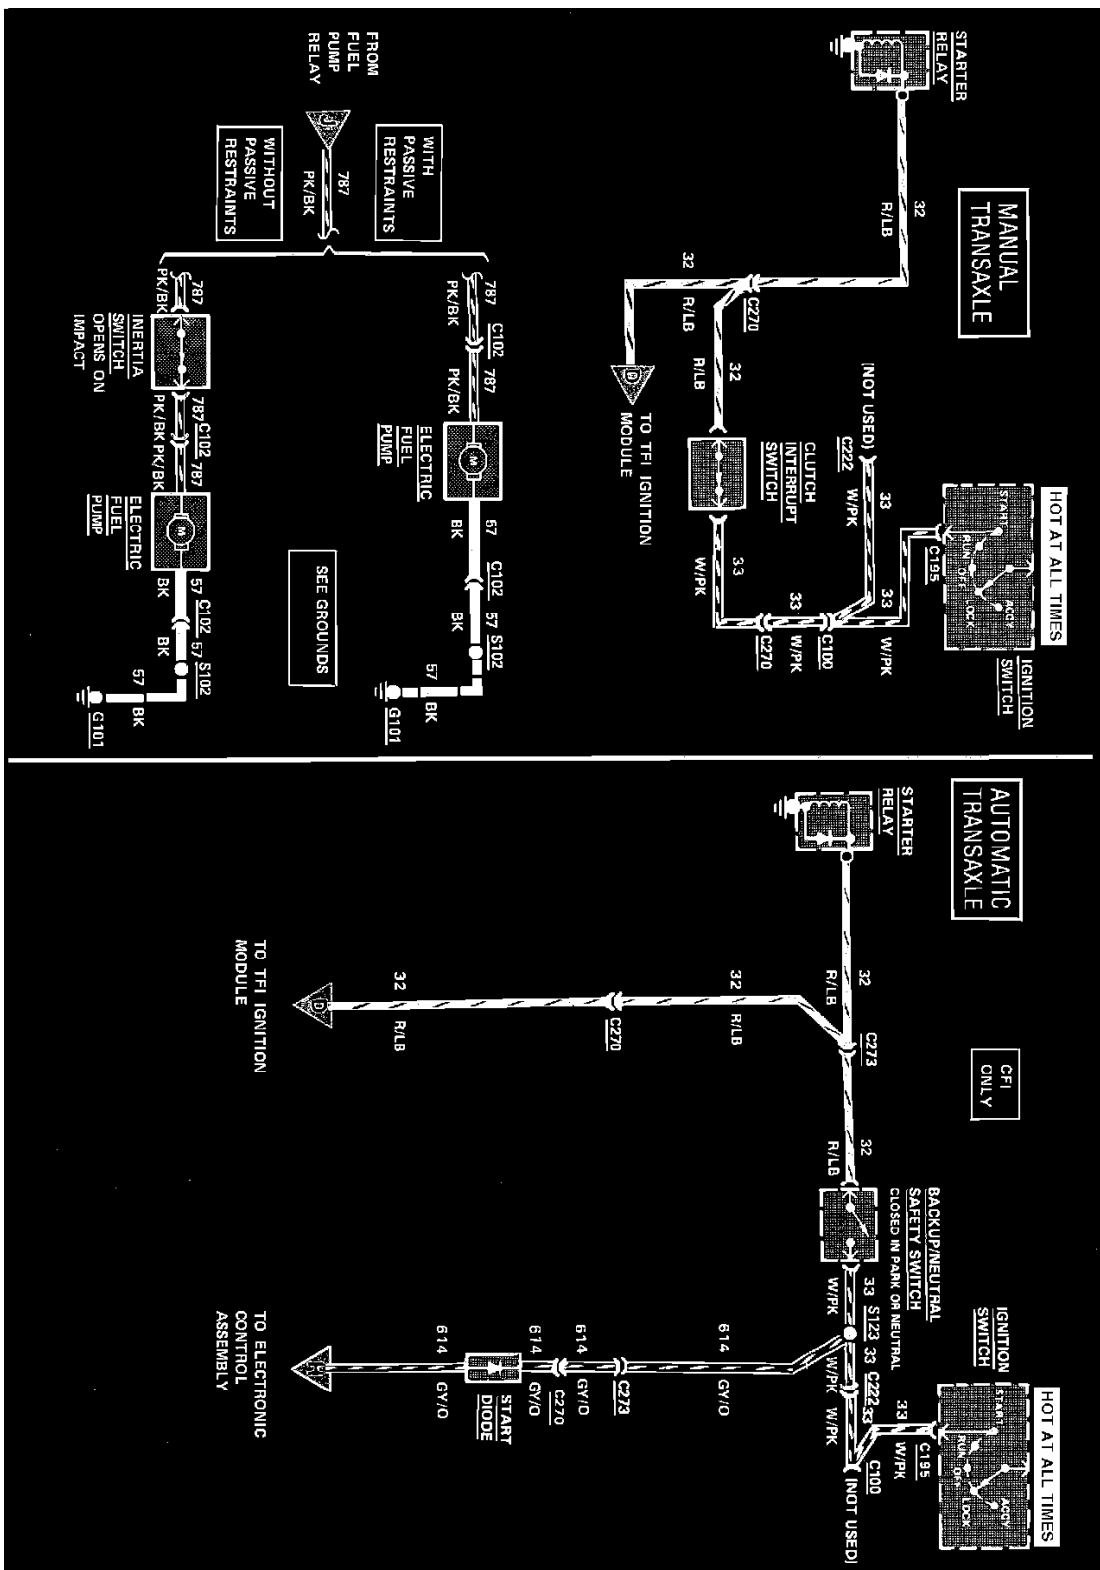 MANUAL
TRANSAXLE
STARTER
RELAY
32
R/LB
C270
32
R/LB
D
TO TFI IGNITION
MODULE
32
R/LB
CLUTCH
INTERRUPT
SWITCH
33
W/PK
C270
33
W/PK
C100
(NOT USED)
C222
33
W/PK
33
W/PK
C195
HOT AT ALL TIMES
START
RUN
OFF
LOCK
ACCY
IGNITION
SWITCH
FROM
FUEL
PUMP
RELAY
J
787
PK/BK
WITH
PASSIVE
RESTRAINTS
WITHOUT
PASSIVE
RESTRAINTS
787
PK/BK
C102
787
PK/BK
ELECTRIC
FUEL
PUMP
M
57
BK
C102
57
BK
S102
57
BK
G101
SEE GROUNDS
787
PK/BK
INERTIA
SWITCH
OPENS ON
IMPACT
787
PK/BK
C102
787
PK/BK
ELECTRIC
FUEL
PUMP
M
57
BK
C102
57
BK
S102
57
BK
G101
AUTOMATIC
TRANSAXLE
CFI
ONLY
STARTER
RELAY
32
R/LB
C273
32
R/LB
C270
32
R/LB
D
TO TFI IGNITION
MODULE
32
R/LB
BACKUP/NEUTRAL
SAFETY SWITCH
CLOSED IN PARK OR NEUTRAL
33
W/PK
S123
33
W/PK
C222
33
W/PK
C100
(NOT USED)
33
W/PK
C195
IGNITION
SWITCH
HOT AT ALL TIMES
START
RUN
OFF
LOCK
ACCY
614
GY/O
C273
614
GY/O
C270
614
GY/O
START
DIODE
614
GY/O
TO ELECTRONIC
CONTROL
ASSEMBLY